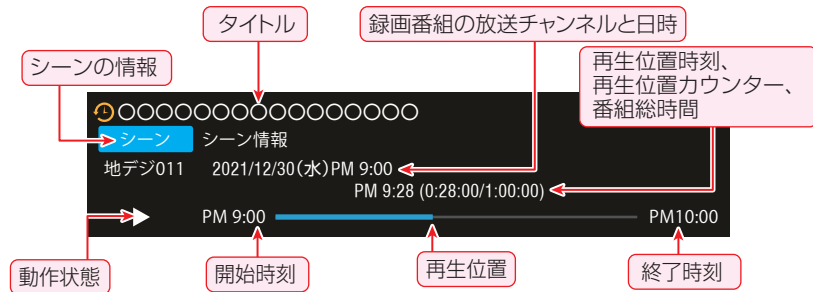 タイトル
録画番組の放送チャンネルと日時
シーンの情報
再生位置時刻、
再生位置カウンター、
番組総時間
○○○○○○○○○○○○○○○○
シーン シーン情報
地デジ011 2021/12/30(水)PM 9:00
PM 9:28 (0:28:00/1:00:00)
PM 9:00 PM10:00
動作状態
開始時刻
再生位置
終了時刻